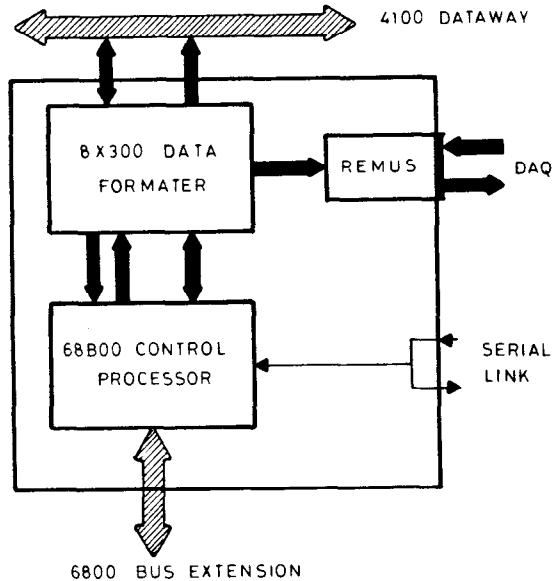 4100 DATAWAY
8X300 DATA
FORMATER
REMUS
DAQ
68B00 CONTROL
PROCESSOR
SERIAL
LINK
6800 BUS EXTENSION